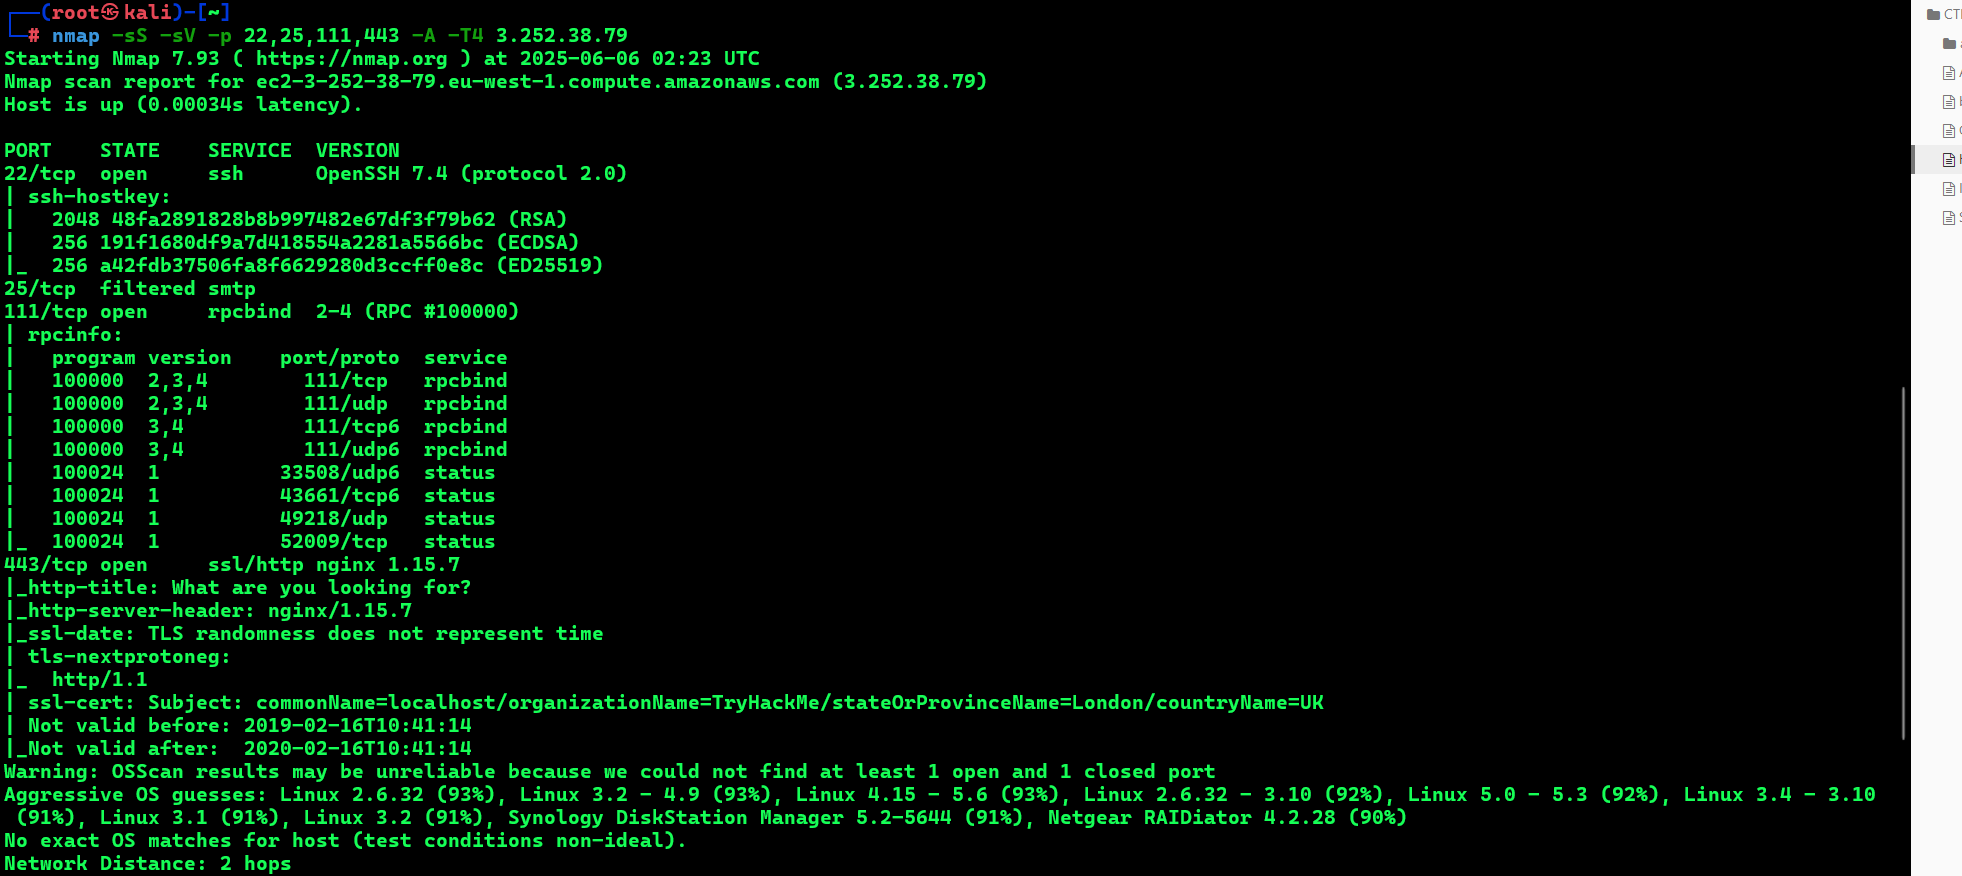 ┌──(root㉿kali)-[~]
└─# nmap -sS -sV -p 22,25,111,443 -A -T4 3.252.38.79
Starting Nmap 7.93 ( https://nmap.org ) at 2025-06-06 02:23 UTC
Nmap scan report for ec2-3-252-38-79.eu-west-1.compute.amazonaws.com (3.252.38.79)
Host is up (0.00034s latency).

PORT    STATE    SERVICE  VERSION
22/tcp  open     ssh      OpenSSH 7.4 (protocol 2.0)
| ssh-hostkey:
|   2048 48fa2891828b8b997482e67df3f79b62 (RSA)
|   256 191f1680df9a7d418554a2281a5566bc (ECDSA)
|_  256 a42fdb37506fa8f6629280d3ccff0e8c (ED25519)
25/tcp  filtered smtp
111/tcp open     rpcbind  2-4 (RPC #100000)
| rpcinfo:
|   program version    port/proto  service
|   100000  2,3,4        111/tcp   rpcbind
|   100000  2,3,4        111/udp   rpcbind
|   100000  3,4          111/tcp6  rpcbind
|   100000  3,4          111/udp6  rpcbind
|   100024  1          33508/udp6  status
|   100024  1          43661/tcp6  status
|   100024  1          49218/udp   status
|_  100024  1          52009/tcp   status
443/tcp open     ssl/http nginx 1.15.7
|_http-title: What are you looking for?
|_http-server-header: nginx/1.15.7
|_ssl-date: TLS randomness does not represent time
| tls-nextprotoneg:
|_  http/1.1
| ssl-cert: Subject: commonName=localhost/organizationName=TryHackMe/stateOrProvinceName=London/countryName=UK
| Not valid before: 2019-02-16T10:41:14
|_Not valid after:  2020-02-16T10:41:14
Warning: OSScan results may be unreliable because we could not find at least 1 open and 1 closed port
Aggressive OS guesses: Linux 2.6.32 (93%), Linux 3.2 - 4.9 (93%), Linux 4.15 - 5.6 (93%), Linux 2.6.32 - 3.10 (92%), Linux 5.0 - 5.3 (92%), Linux 3.4 - 3.10
 (91%), Linux 3.1 (91%), Linux 3.2 (91%), Synology DiskStation Manager 5.2-5644 (91%), Netgear RAIDiator 4.2.28 (90%)
No exact OS matches for host (test conditions non-ideal).
Network Distance: 2 hops